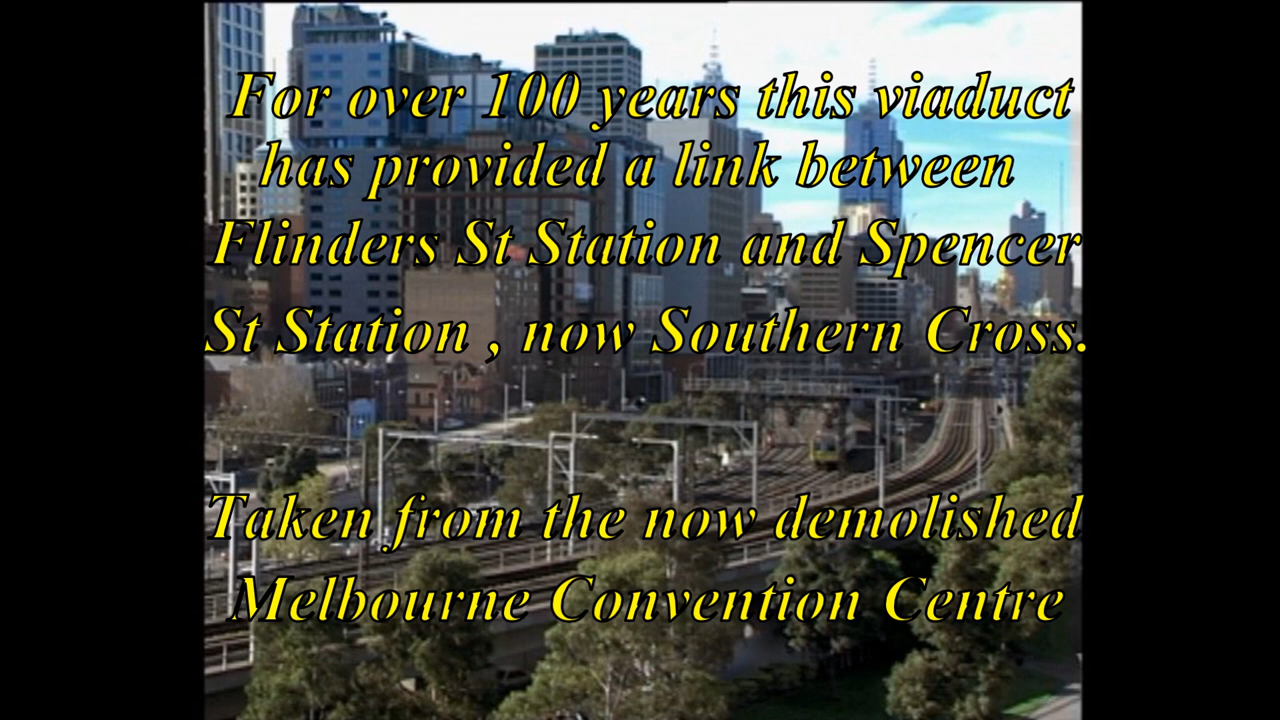 For over 100 years this viaduct
has provided a link between
Flinders St Station and Spencer
St Station , now Southern Cross.
Taken from the now demolished
Melbourne Convention Centre